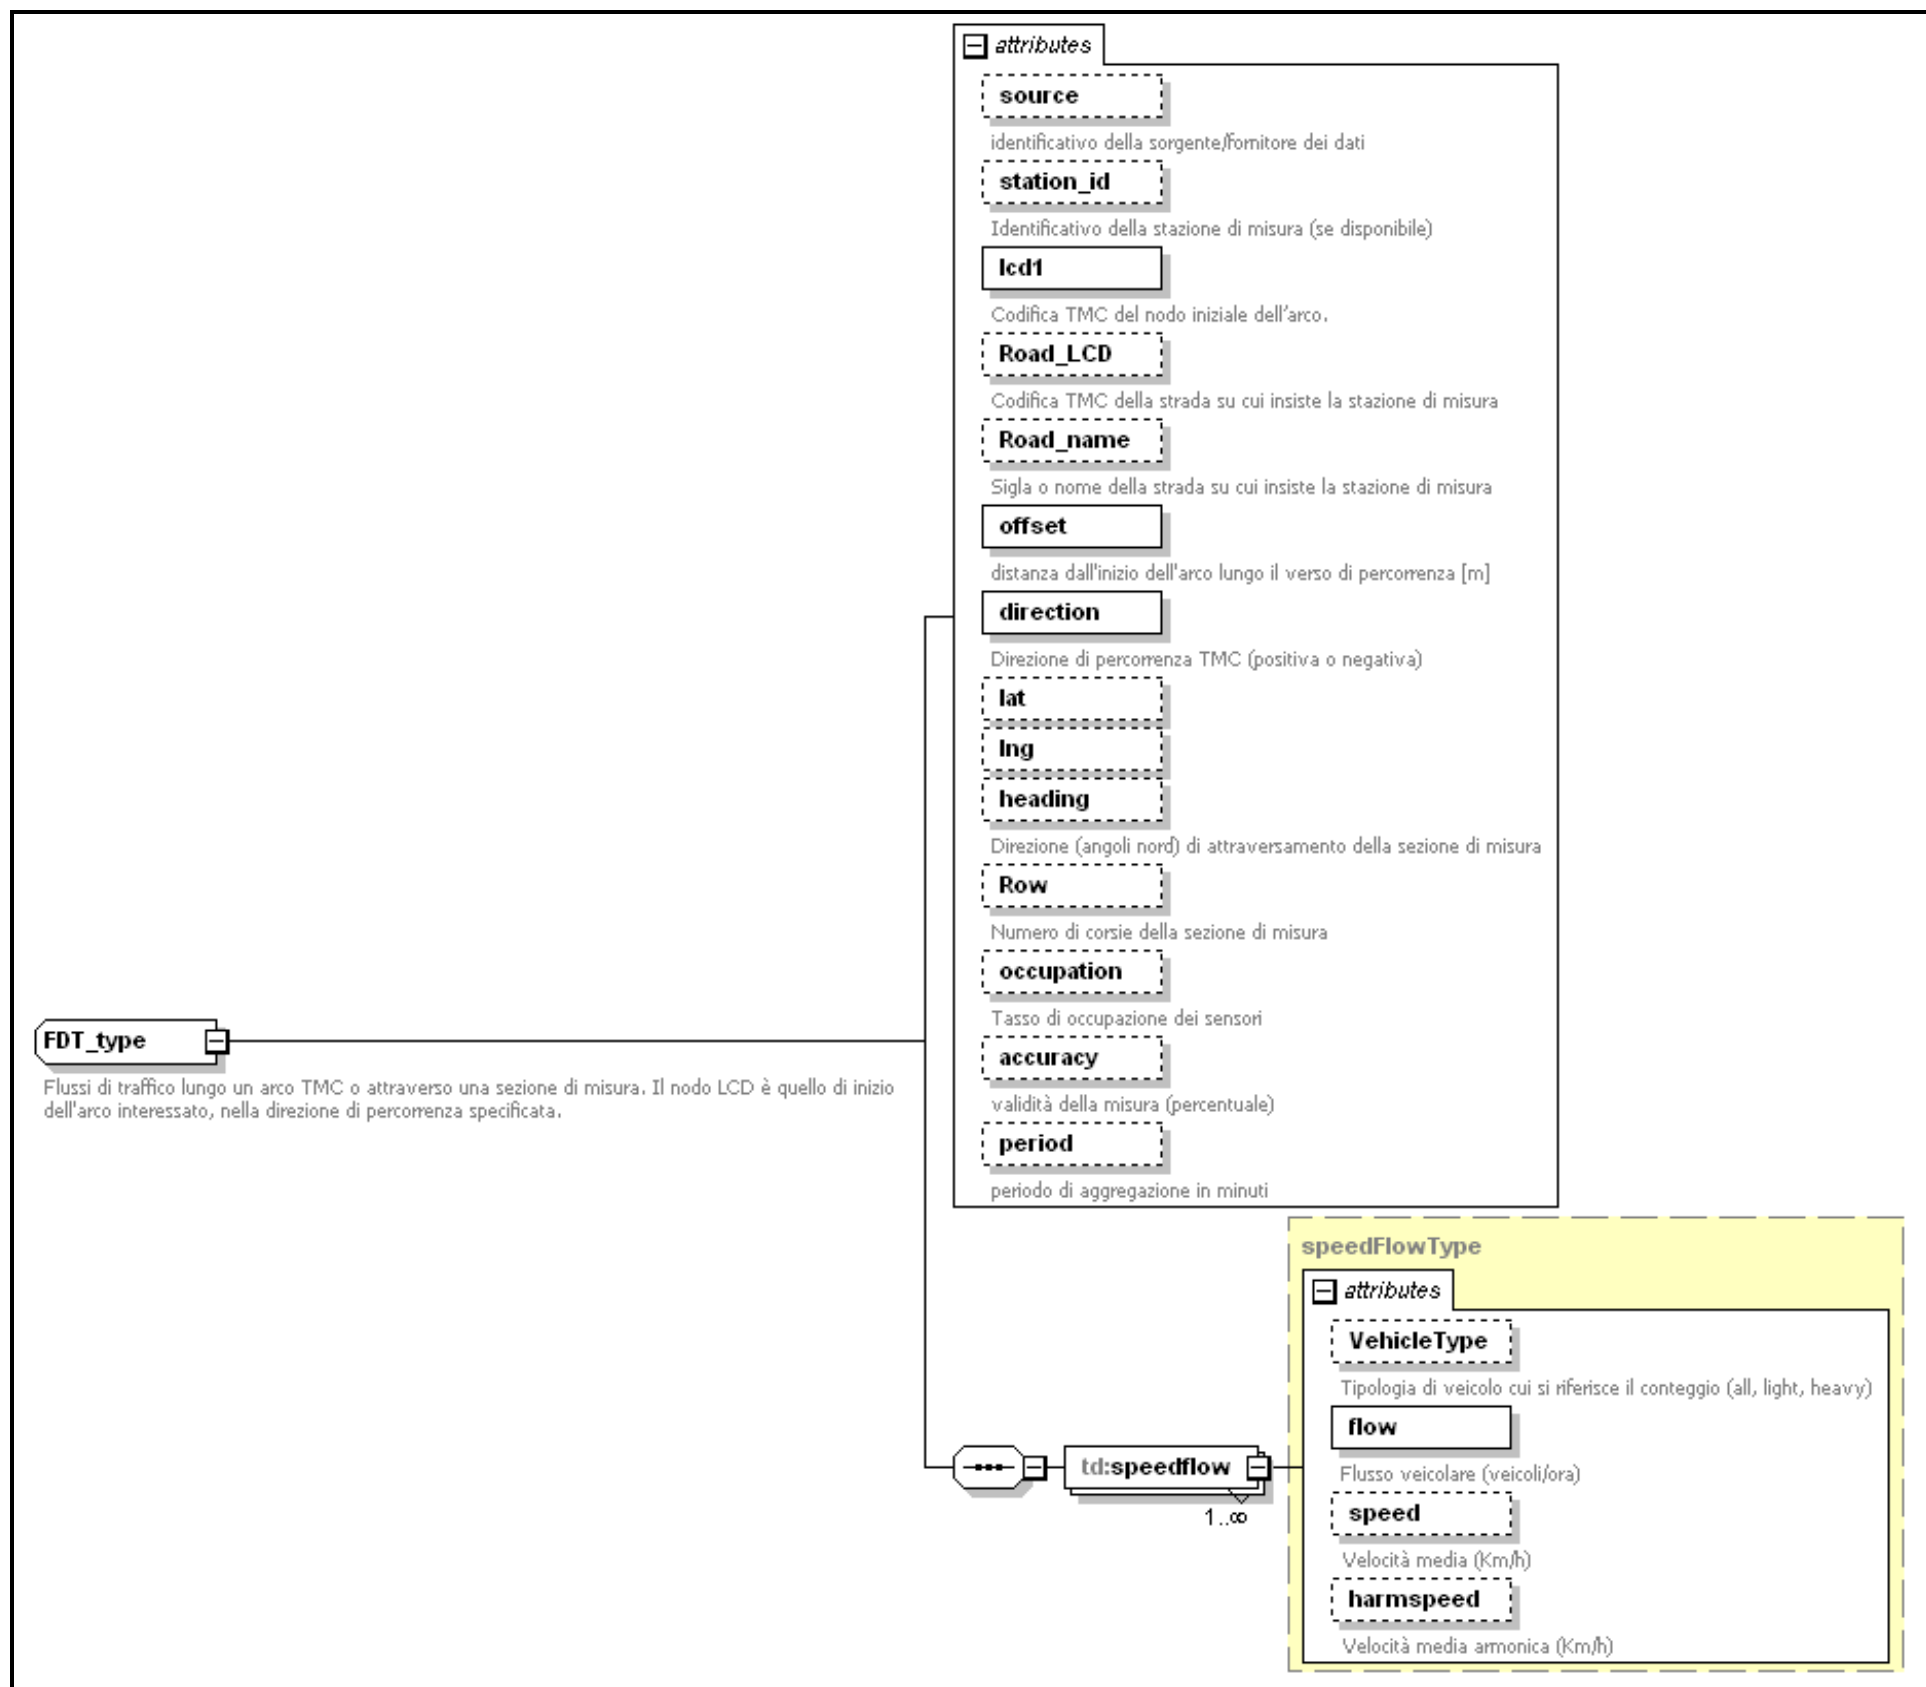 attributes
source
identificativo della sorgente/fornitore dei dati
station_id
Identificativo della stazione di misura (se disponibile)
lcd1
Codifica TMC del nodo iniziale dell'arco.
Road_LCD
Codifica TMC della strada su cui insiste la stazione di misura
Road_name
Sigla o nome della strada su cui insiste la stazione di misura
offset
distanza dall'inizio dell'arco lungo il verso di percorrenza [m]
direction
Direzione di percorrenza TMC (positiva o negativa)
lat
lng
heading
Direzione (angoli nord) di attraversamento della sezione di misura
Row
Numero di corsie della sezione di misura
occupation
Tasso di occupazione dei sensori
accuracy
validità della misura (percentuale)
period
periodo di aggregazione in minuti
FDT_type
Flussi di traffico lungo un arco TMC o attraverso una sezione di misura. Il nodo LCD è quello di inizio
dell'arco interessato, nella direzione di percorrenza specificata.
td:speedflow
1..∞
speedFlowType
attributes
VehicleType
Tipologia di veicolo cui si riferisce il conteggio (all, light, heavy)
flow
Flusso veicolare (veicoli/ora)
speed
Velocità media (Km/h)
harmspeed
Velocità media armonica (Km/h)